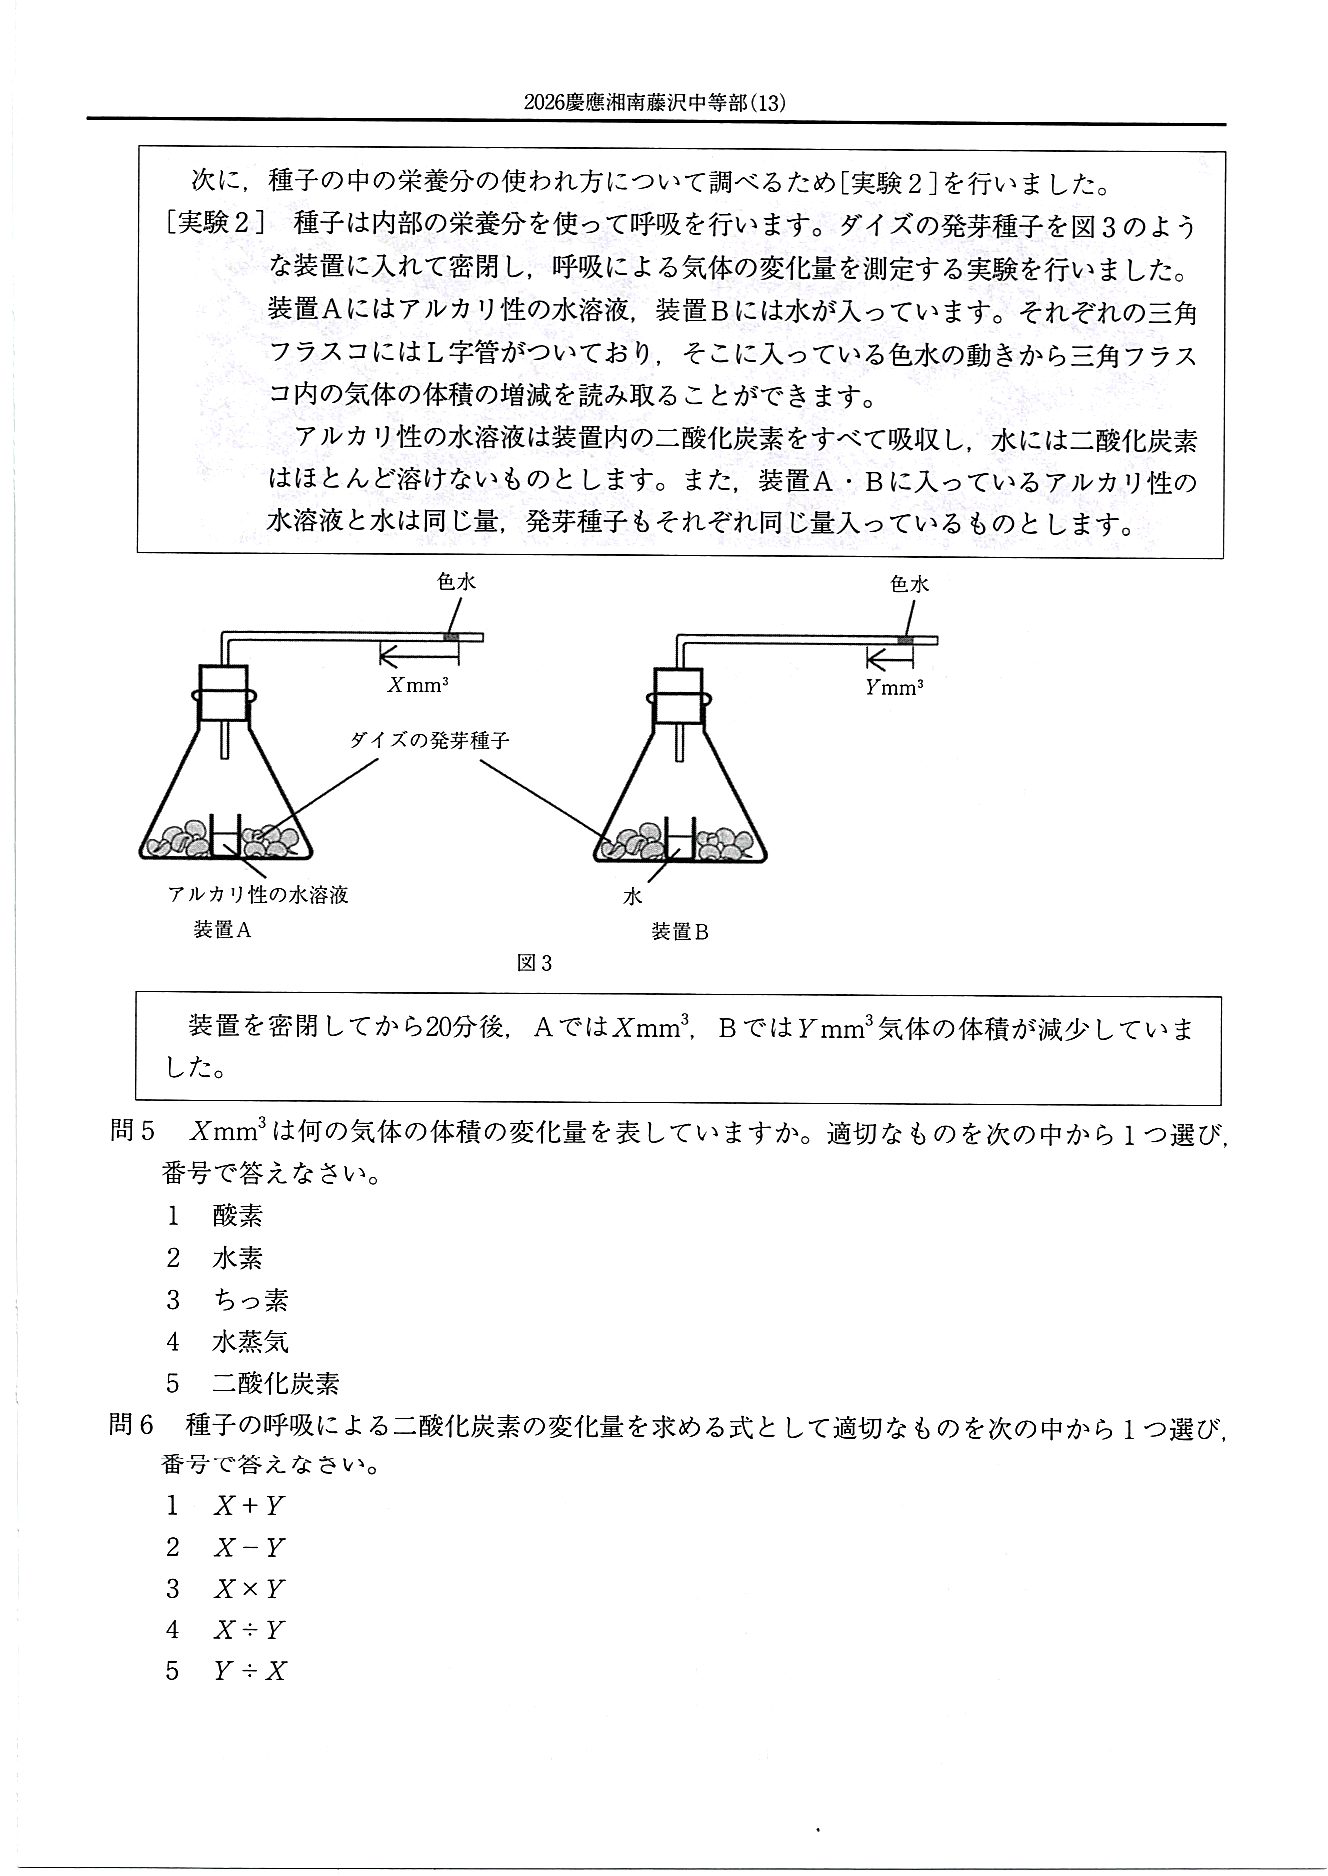 2026慶應湘南藤沢中等部(13)
次に，種子の中の栄養分の使われ方について調べるため[実験２]を行いました。
[実験２]　種子は内部の栄養分を使って呼吸を行います。ダイズの発芽種子を図３のよう
な装置に入れて密閉し，呼吸による気体の変化量を測定する実験を行いました。
装置Ａにはアルカリ性の水溶液，装置Ｂには水が入っています。それぞれの三角
フラスコにはＬ字管がついており，そこに入っている色水の動きから三角フラス
コ内の気体の体積の増減を読み取ることができます。
アルカリ性の水溶液は装置内の二酸化炭素をすべて吸収し，水には二酸化炭素
はほとんど溶けないものとします。また，装置Ａ・Ｂに入っているアルカリ性の
水溶液と水は同じ量，発芽種子もそれぞれ同じ量入っているものとします。
色水
色水
Xmm³
Ymm³
ダイズの発芽種子
アルカリ性の水溶液
水
装置Ａ
装置Ｂ
図３
装置を密閉してから20分後，ＡではXmm³，ＢではYmm³気体の体積が減少していま
した。
問５　Xmm³は何の気体の体積の変化量を表していますか。適切なものを次の中から１つ選び，
番号で答えなさい。
１　酸素
２　水素
３　ちっ素
４　水蒸気
５　二酸化炭素
問６　種子の呼吸による二酸化炭素の変化量を求める式として適切なものを次の中から１つ選び，
番号で答えなさい。
１　X＋Y
２　X－Y
３　X×Y
４　X÷Y
５　Y÷X